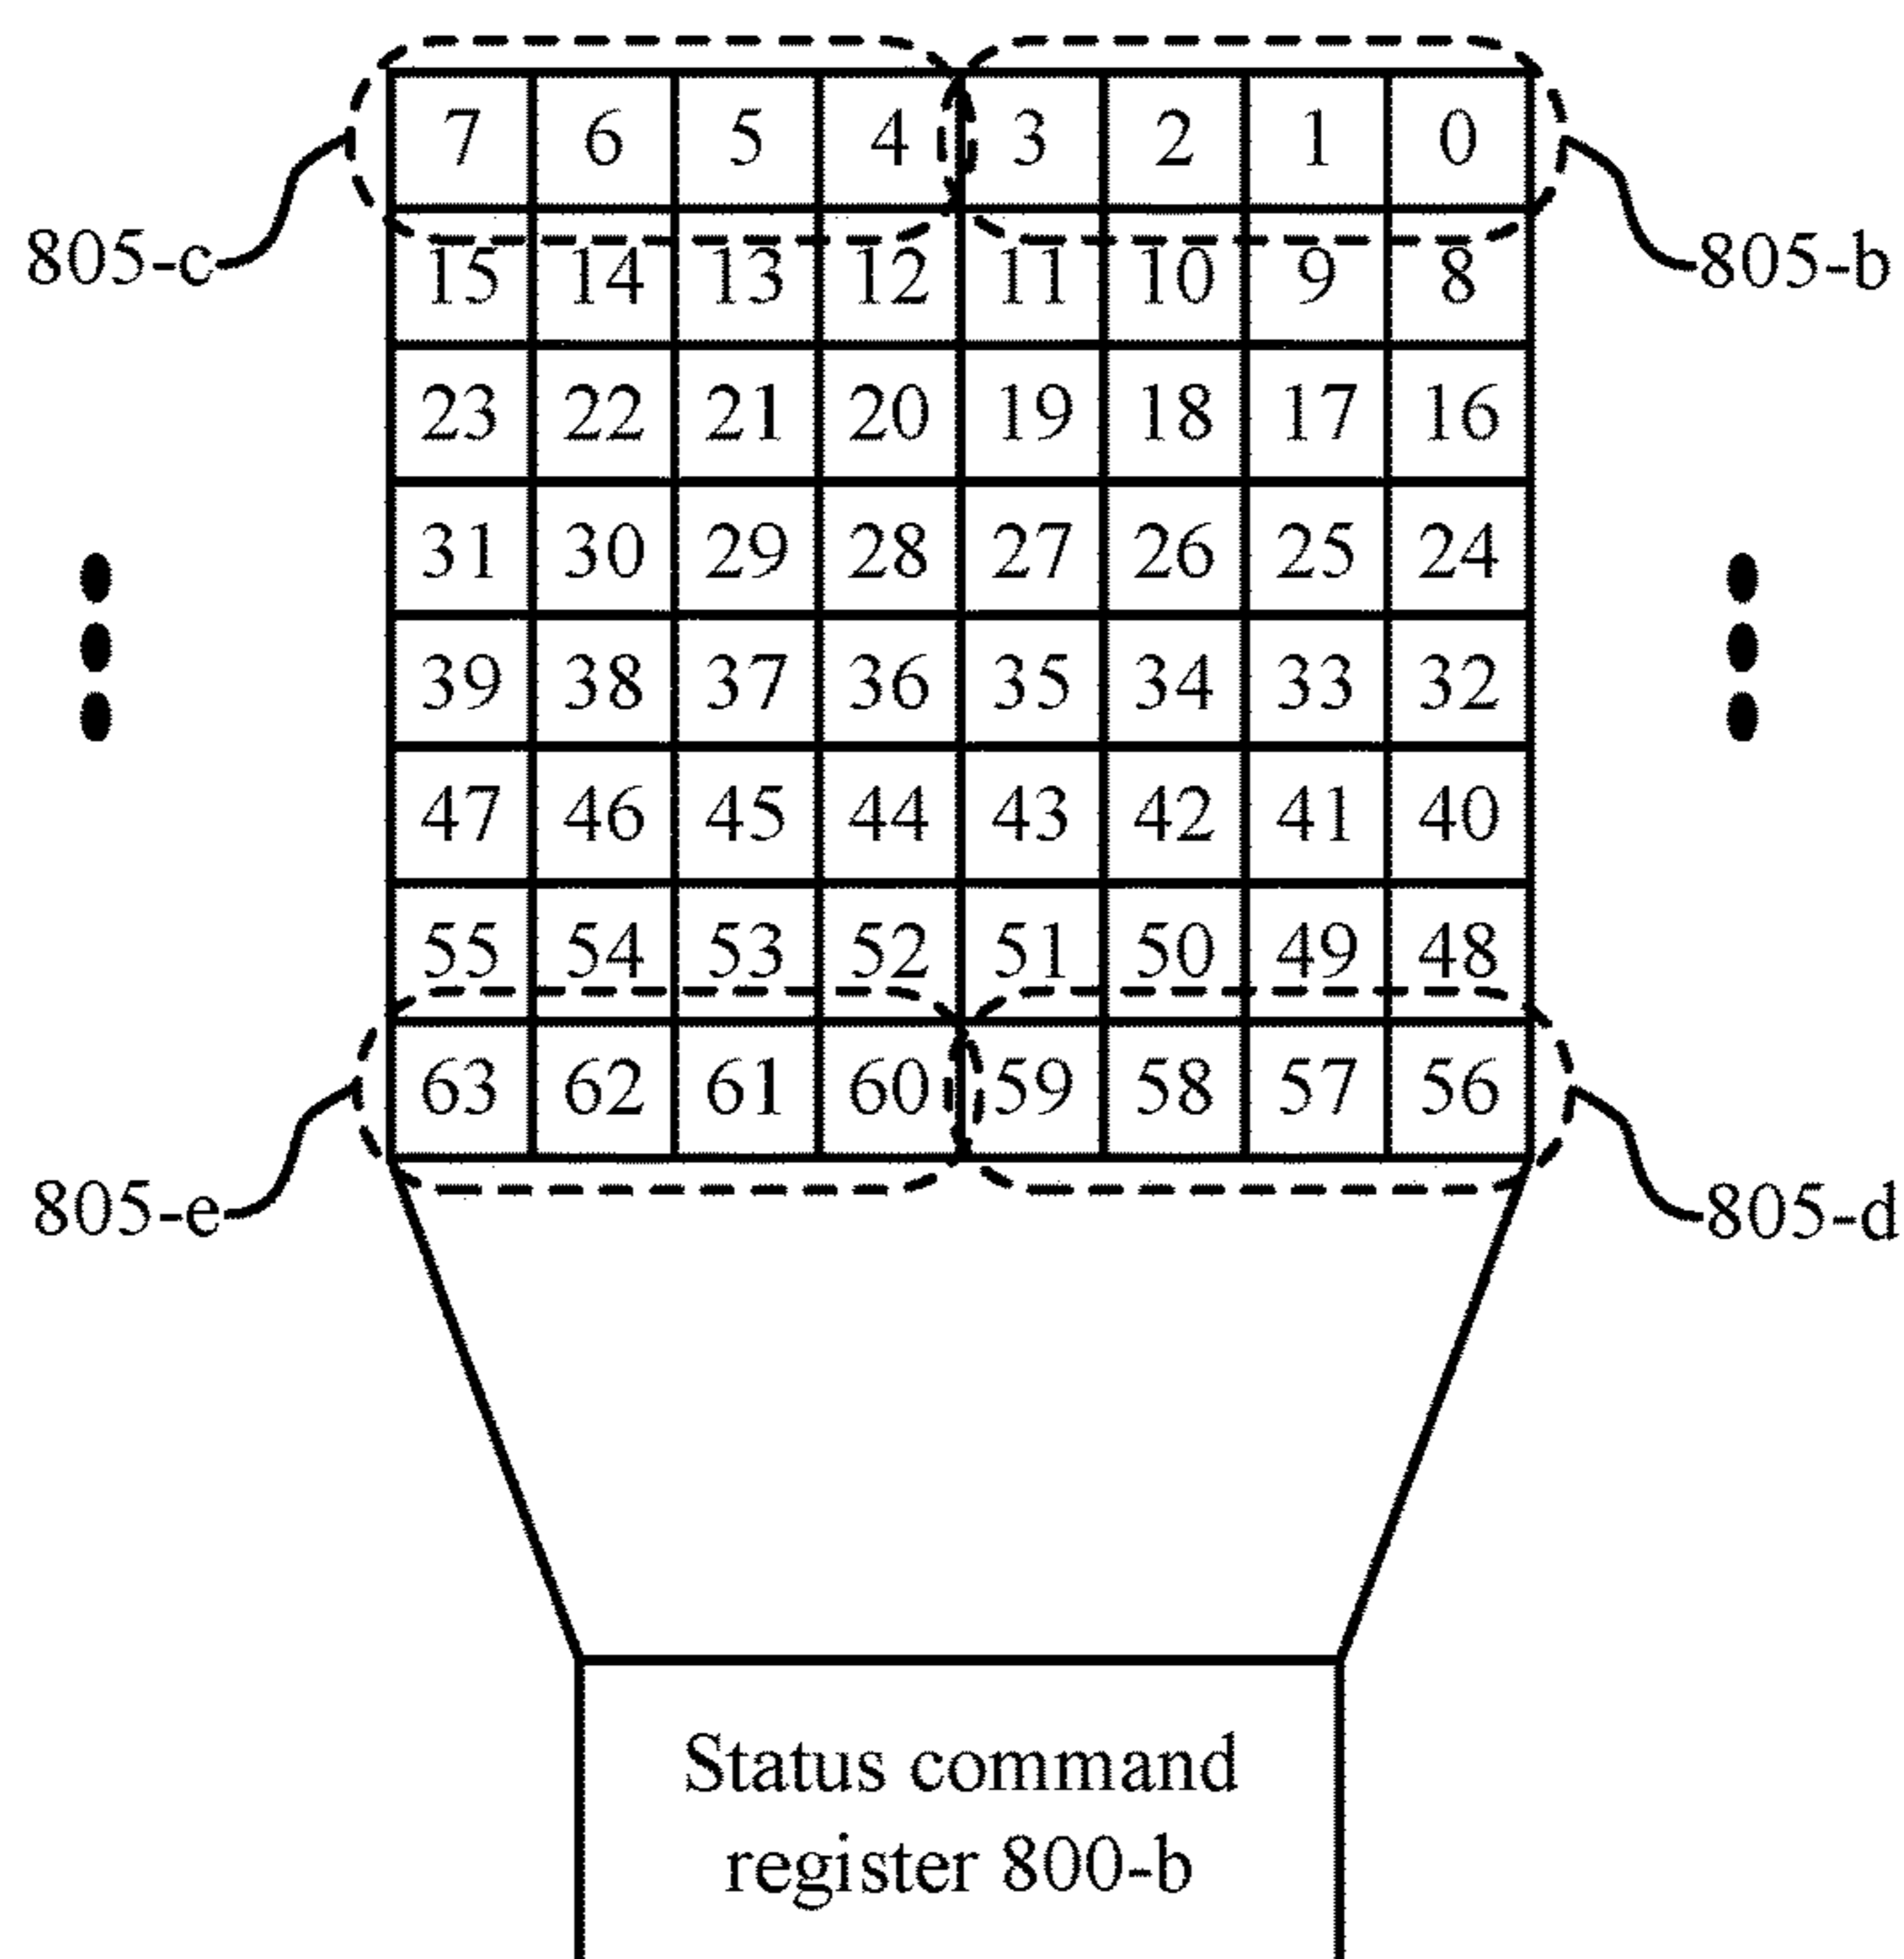 7 6 5 4 3 2 1 0
805-c 805-b
15 14 13 12 11 10 9 8
23 22 21 20 19 18 17 16
31 30 29 28 27 26 25 24
39 38 37 36 35 34 33 32
47 46 45 44 43 42 41 40
55 54 53 52 51 50 49 48
63 62 61 60 59 58 57 56
805-e 805-d
Status command
register 800-b